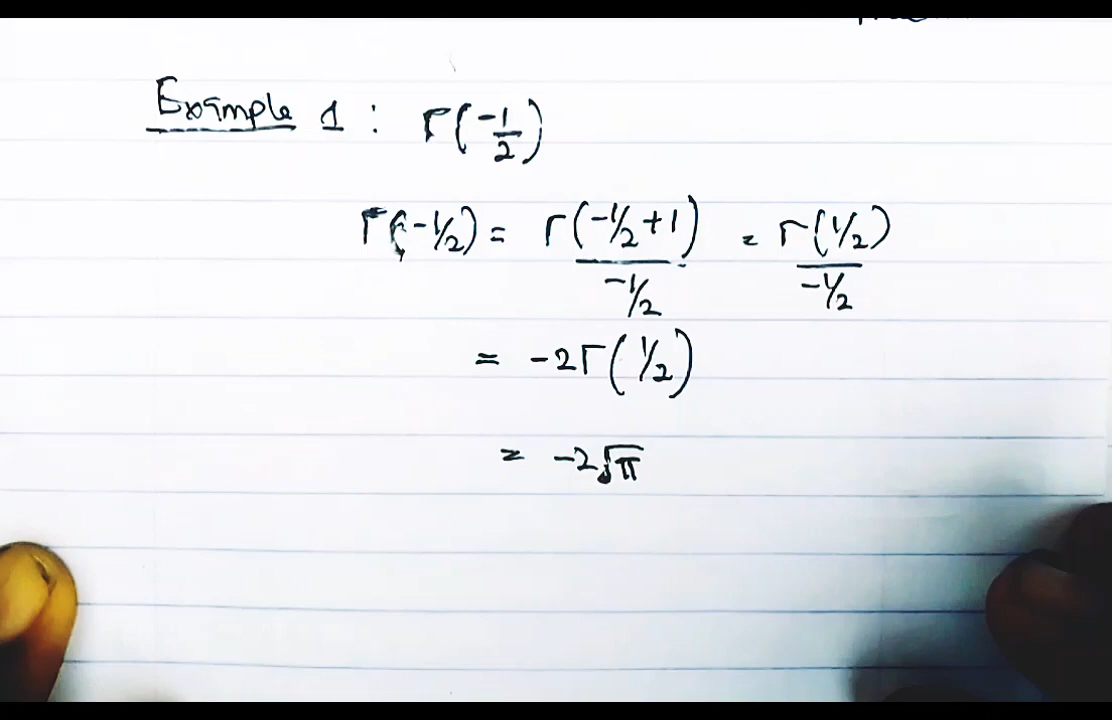 Example 1 : Γ(-1/2)
Γ(-1/2) = Γ(-1/2+1)/-1/2 = Γ(1/2)/-1/2
= -2Γ(1/2)
= -2√π